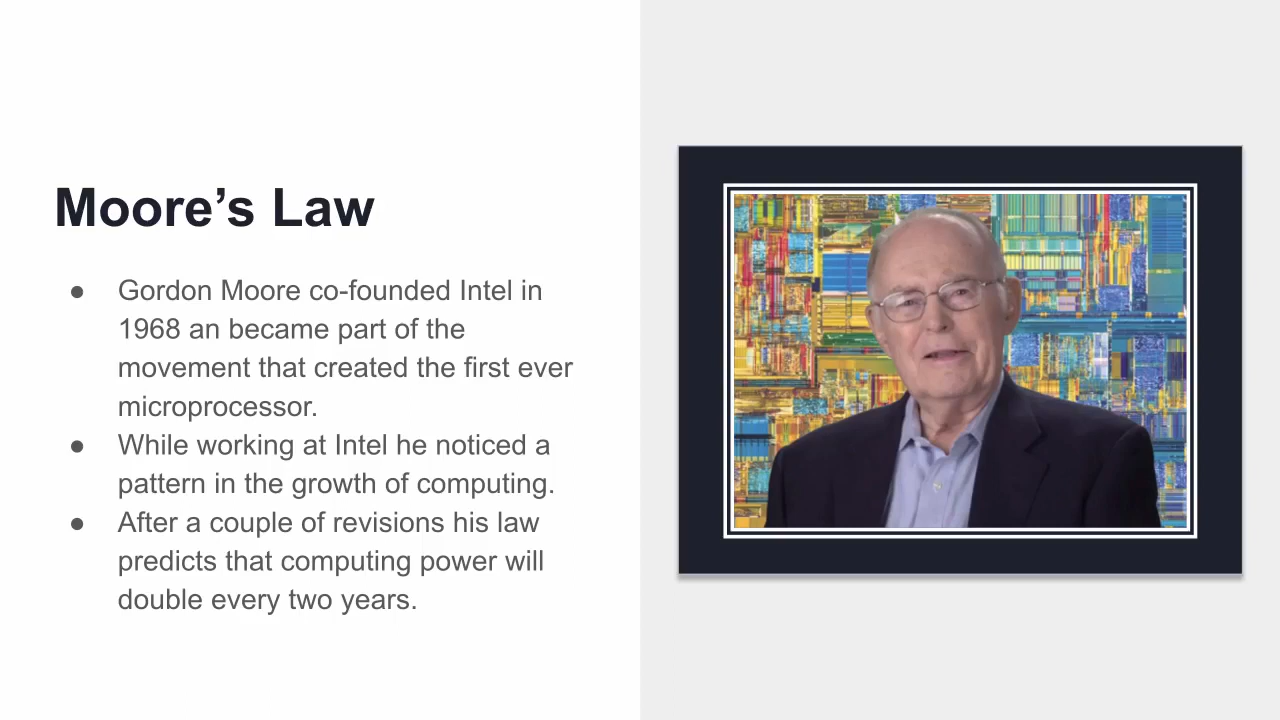 Moore’s Law
● Gordon Moore co-founded Intel in
1968 an became part of the
movement that created the first ever
microprocessor.
● While working at Intel he noticed a
pattern in the growth of computing.
● After a couple of revisions his law
predicts that computing power will
double every two years.